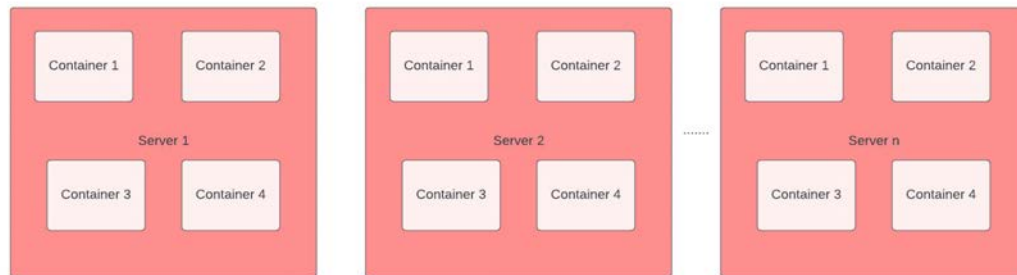 Container 1
Container 2
Server 1
Container 3
Container 4
Container 1
Container 2
Server 2
Container 3
Container 4
.......
Container 1
Container 2
Server n
Container 3
Container 4